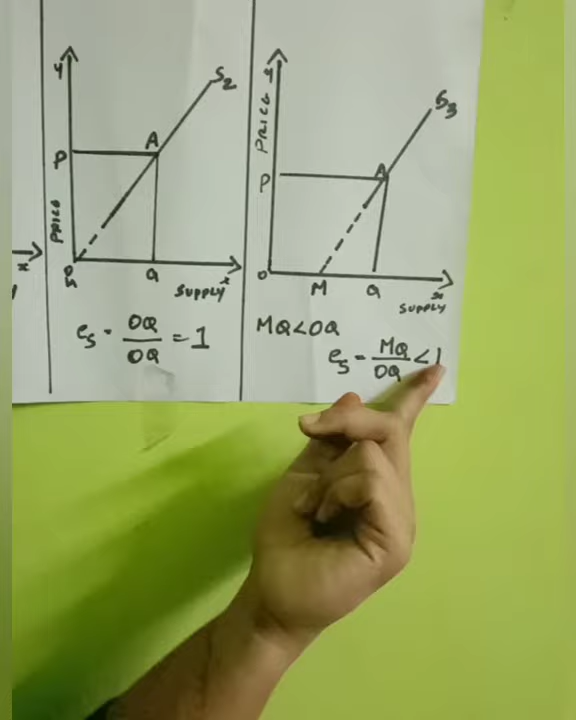 y
S₂
A
P
PRICE
O
Q
x
SUPPLY
eₛ = OQ/OQ = 1
y
PRICE
S₃
A
P
O
M
Q
x
SUPPLY
MQ<OQ
eₛ = MQ/OQ <1
x